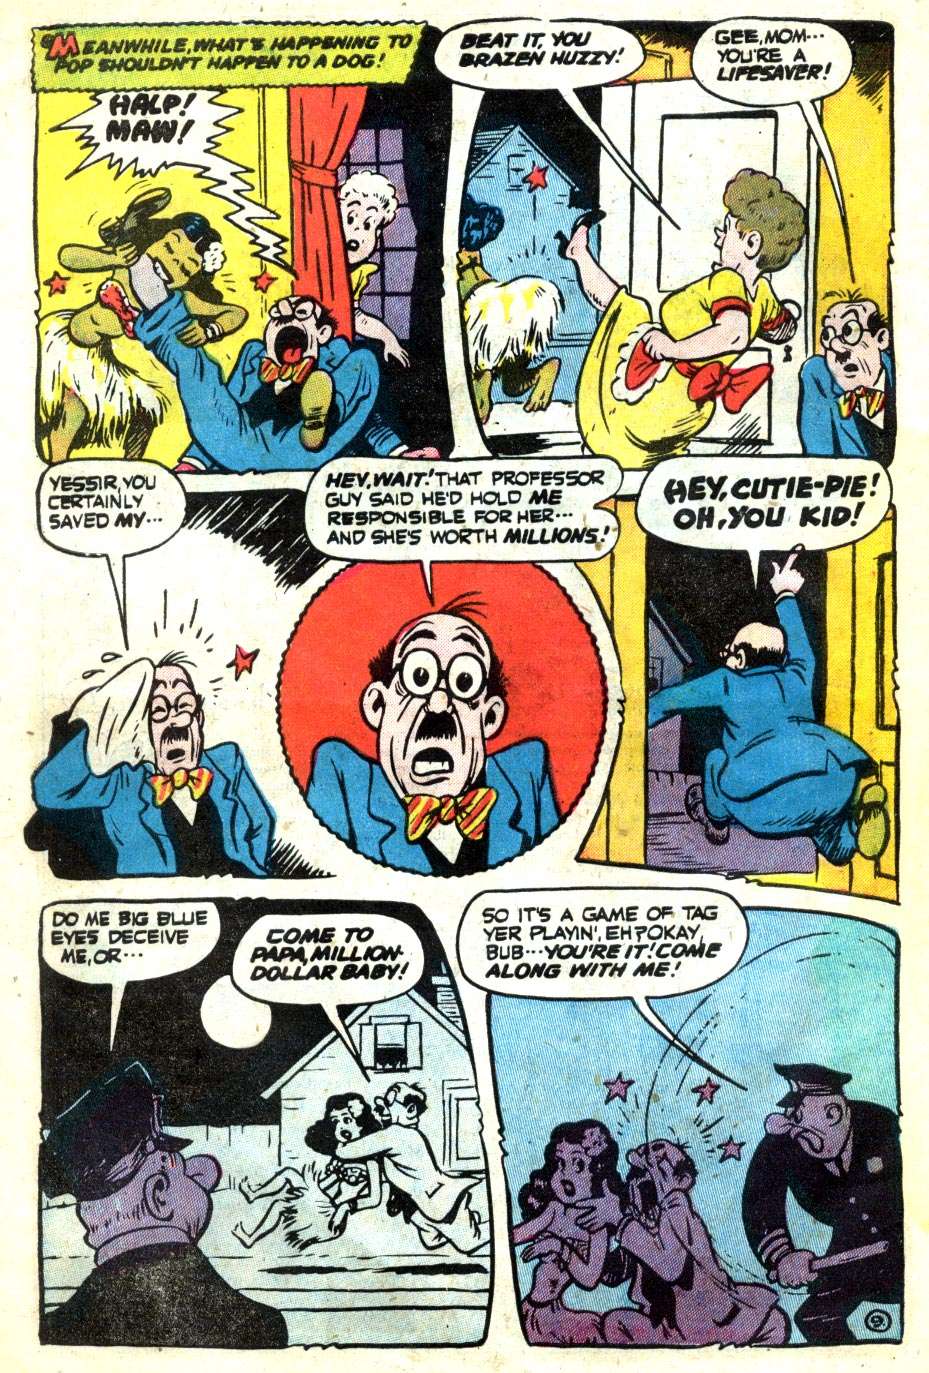 MEANWHILE, WHAT'S HAPPENING TO
POP SHOULDN'T HAPPEN TO A DOG!
HALP!
MAW!
BEAT IT, YOU
BRAZEN HUZZY!
GEE, MOM---
YOU'RE A
LIFESAVER!
YESSIR, YOU
CERTAINLY
SAVED MY---
HEY, WAIT! THAT PROFESSOR
GUY SAID HE'D HOLD ME
RESPONSIBLE FOR HER---
AND SHE'S WORTH MILLIONS!
HEY, CUTIE-PIE!
OH, YOU KID!
DO ME BIG BLUE
EYES DECEIVE
ME, OR---
COME TO
PAPA, MILLION-
DOLLAR BABY!
SO IT'S A GAME OF TAG
YER PLAYIN', EH? OKAY,
BUB---YOU'RE IT! COME
ALONG WITH ME!
9